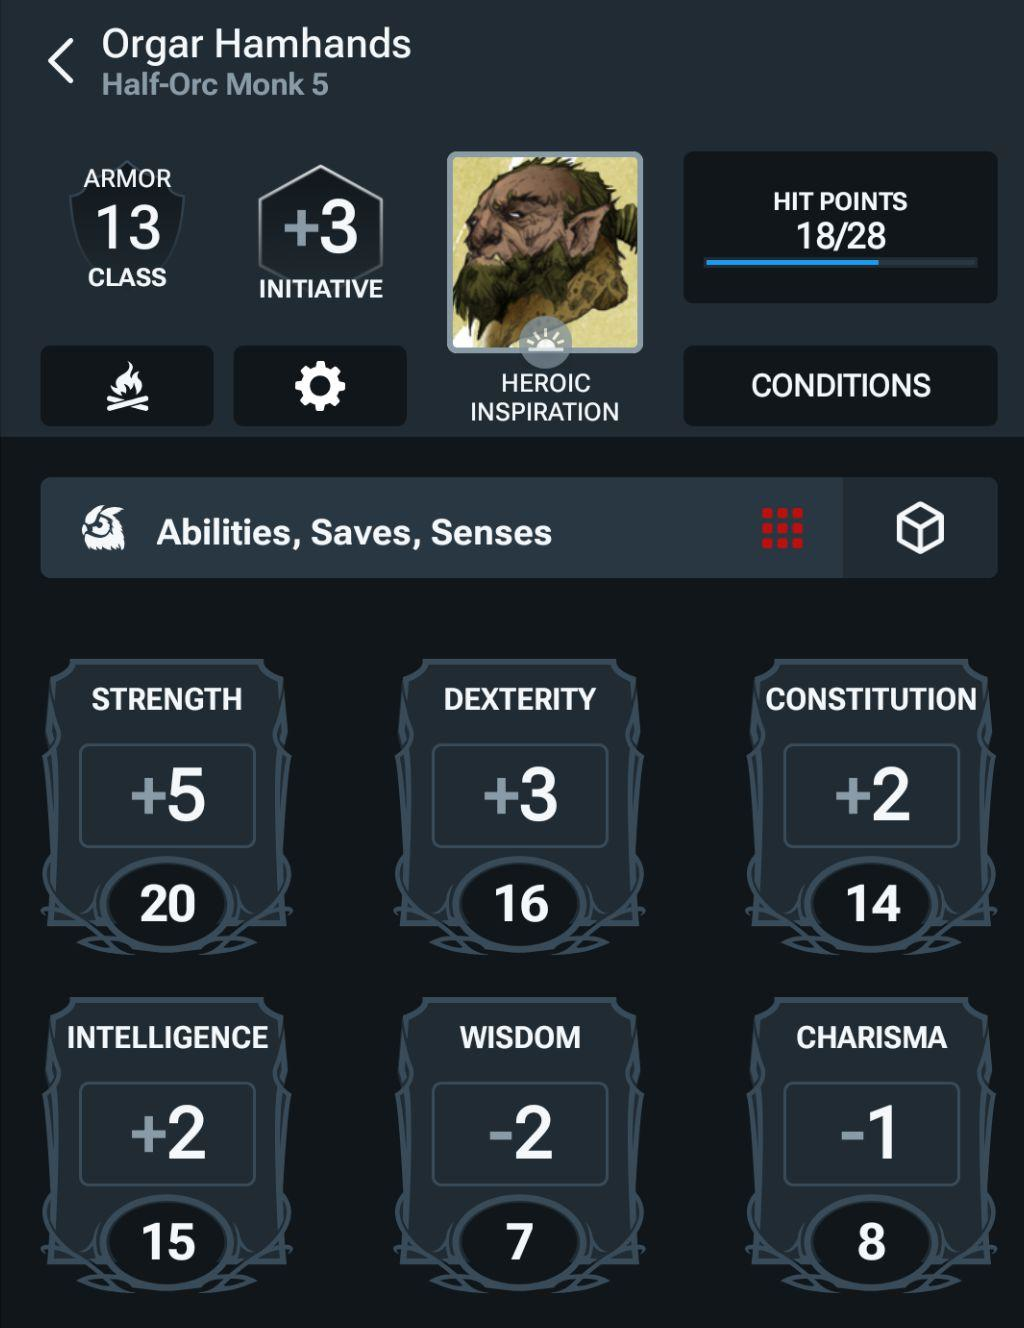 Orgar Hamhands
Half-Orc Monk 5
ARMOR
13
CLASS
+3
INITIATIVE
HIT POINTS
18/28
HEROIC
INSPIRATION
CONDITIONS
Abilities, Saves, Senses
STRENGTH
+5
20
DEXTERITY
+3
16
CONSTITUTION
+2
14
INTELLIGENCE
+2
15
WISDOM
-2
7
CHARISMA
-1
8